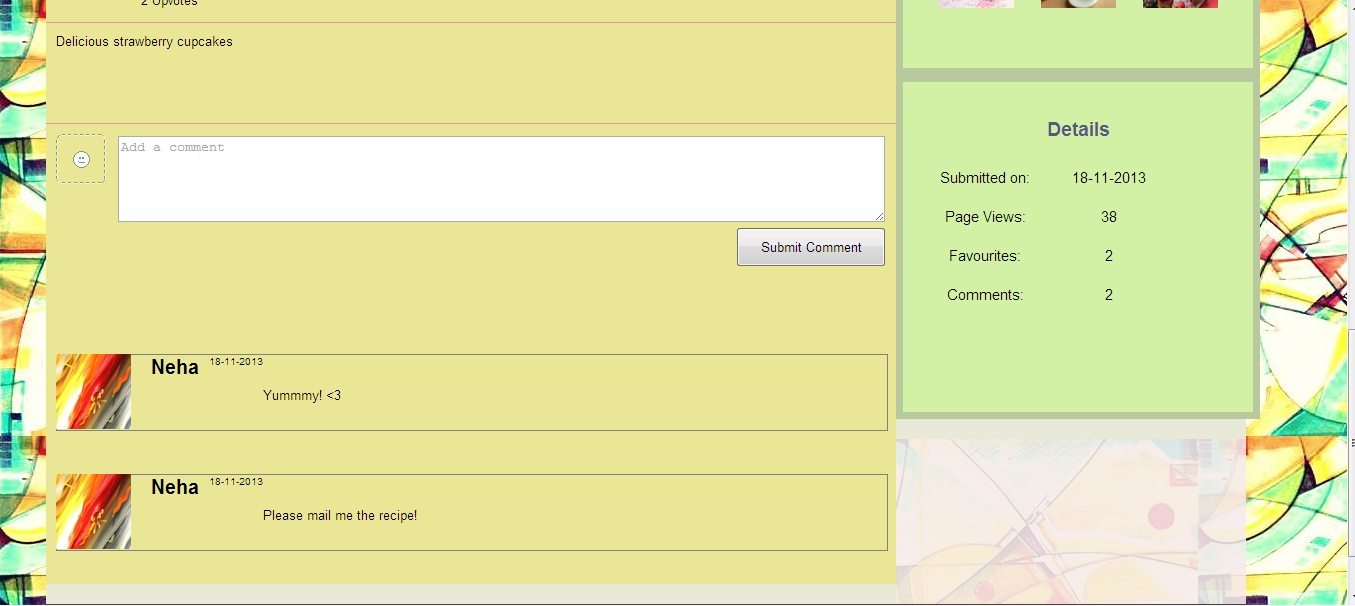 2 Upvotes
Delicious strawberry cupcakes
Add a comment
Submit Comment
Neha 18-11-2013
Yummmy! <3
Neha 18-11-2013
Please mail me the recipe!
Details
Submitted on: 18-11-2013
Page Views: 38
Favourites: 2
Comments: 2